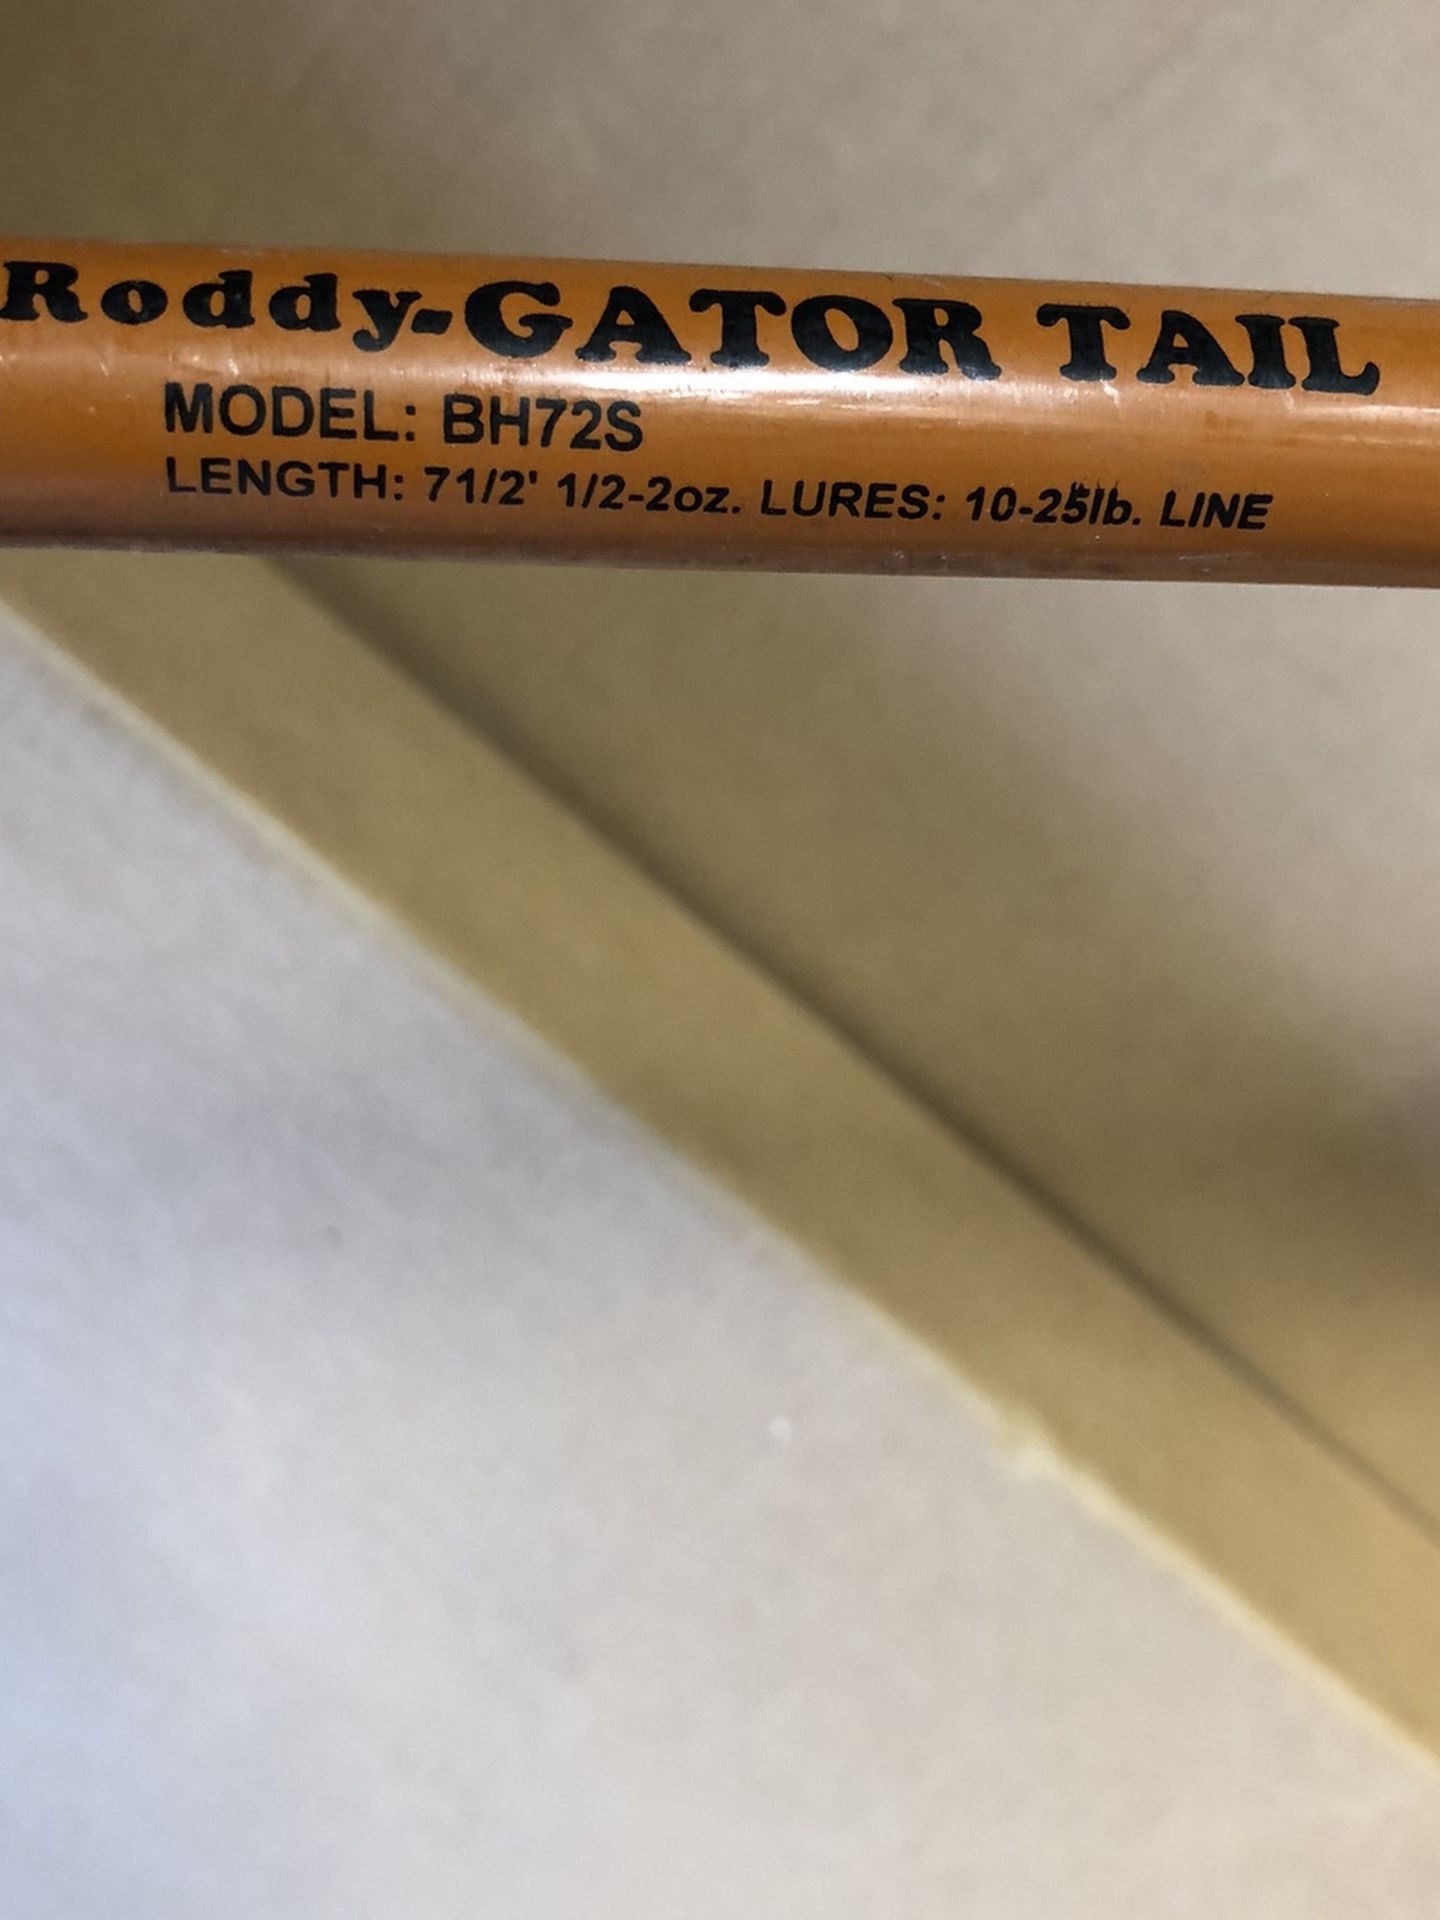 Roddy-GATOR TAIL
MODEL: BH72S
LENGTH: 71/2' 1/2-2oz. LURES: 10-25lb. LINE